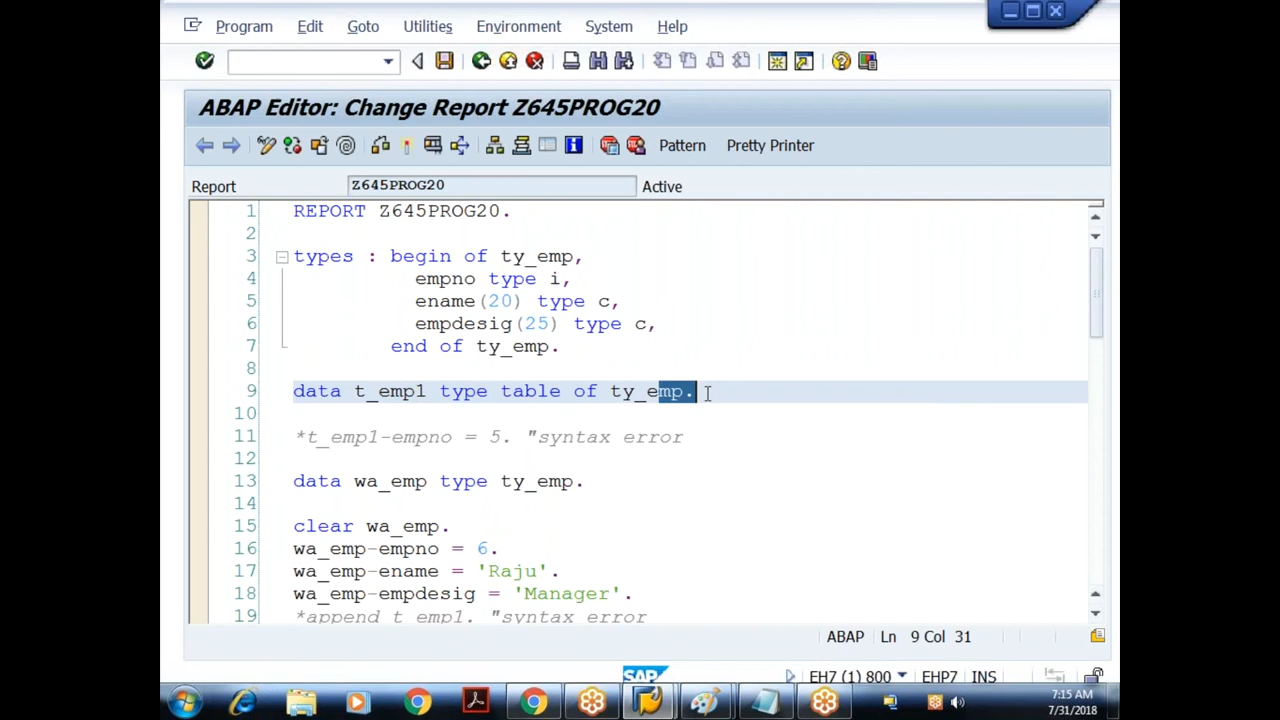 Program Edit Goto Utilities Environment System Help
ABAP Editor: Change Report Z645PROG20
Pattern Pretty Printer
Report Z645PROG20 Active
1 REPORT Z645PROG20.
2
3 types : begin of ty_emp,
4 empno type i,
5 ename(20) type c,
6 empdesig(25) type c,
7 end of ty_emp.
8
9 data t_emp1 type table of ty_emp.
10
11 *t_emp1-empno = 5. "syntax error
12
13 data wa_emp type ty_emp.
14
15 clear wa_emp.
16 wa_emp-empno = 6.
17 wa_emp-ename = 'Raju'.
18 wa_emp-empdesig = 'Manager'.
19 *append t_emp1. "syntax error
ABAP Ln 9 Col 31
SAP EH7 (1) 800 EHP7 INS
7:15 AM
7/31/2018